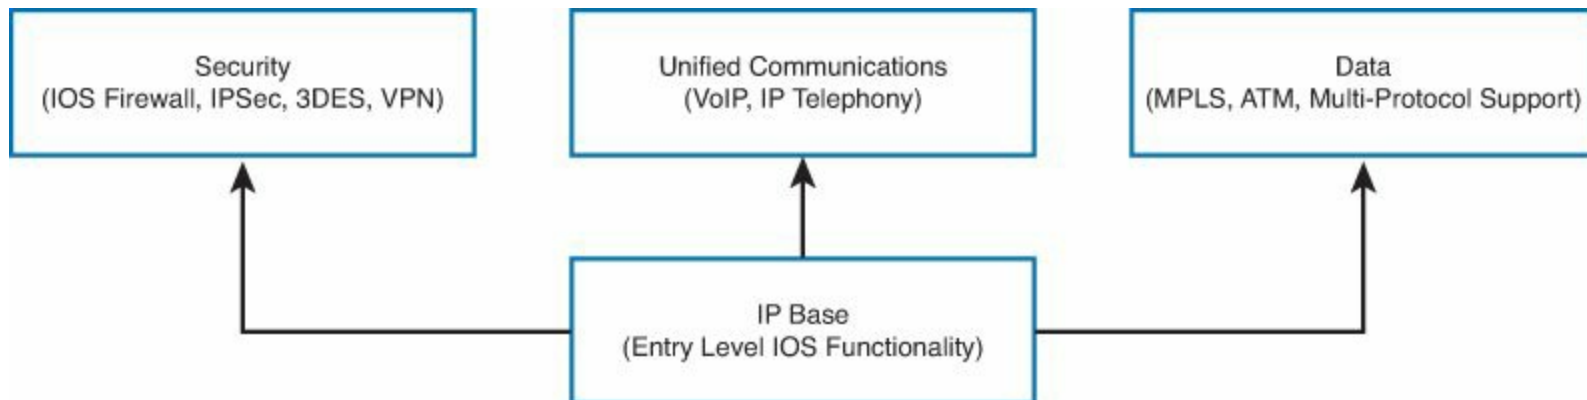 Security
(IOS Firewall, IPSec, 3DES, VPN)
Unified Communications
(VoIP, IP Telephony)
Data
(MPLS, ATM, Multi-Protocol Support)
IP Base
(Entry Level IOS Functionality)